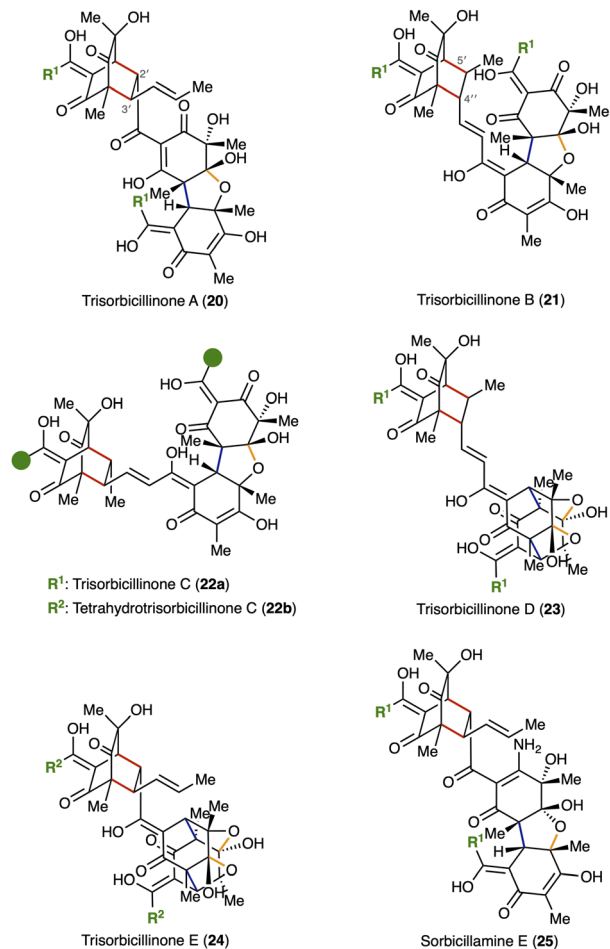 Me OH
OH
O
R¹
2'
3'
O
Me
Me
O
O
OH
Me
OH
HO
Me
O
R¹
H
Me
HO
OH
O
Me
Trisorbicillinone A (20)
Me OH
OH
O
R¹
5'
Me
4''
O
Me
R¹
HO
O
OH
Me
O
OH
Me
H
O
HO
Me
O
OH
Me
Trisorbicillinone B (21)
Me OH
OH
O
O
Me
Me
HO
O
OH
Me
O
OH
Me
OH
H
O
Me
O
OH
Me
R¹: Trisorbicillinone C (22a)
R²: Tetrahydrotrisorbicillinone C (22b)
Me OH
OH
O
R¹
Me
O
Me
HO
Me
Me
O
O
OH
O
O
HO
Me
OH
Me
R¹
Trisorbicillinone D (23)
Me OH
OH
O
R²
O
Me
Me
HO
Me
Me
O
O
OH
O
O
HO
Me
OH
Me
R²
Trisorbicillinone E (24)
Me OH
OH
O
R¹
O
Me
Me
O
NH₂
OH
Me
O
OH
Me
O
R¹
H
Me
HO
OH
O
Me
Sorbicillamine E (25)